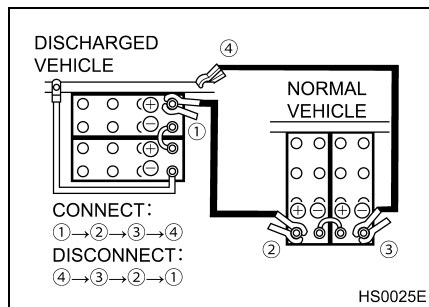 DISCHARGED
VEHICLE
④
NORMAL
VEHICLE
⊕
①
⊖
⊕
⊖
CONNECT:
①→②→③→④
DISCONNECT:
④→③→②→①
⊕ ⊖ ⊕ ⊖
②
③
HS0025E